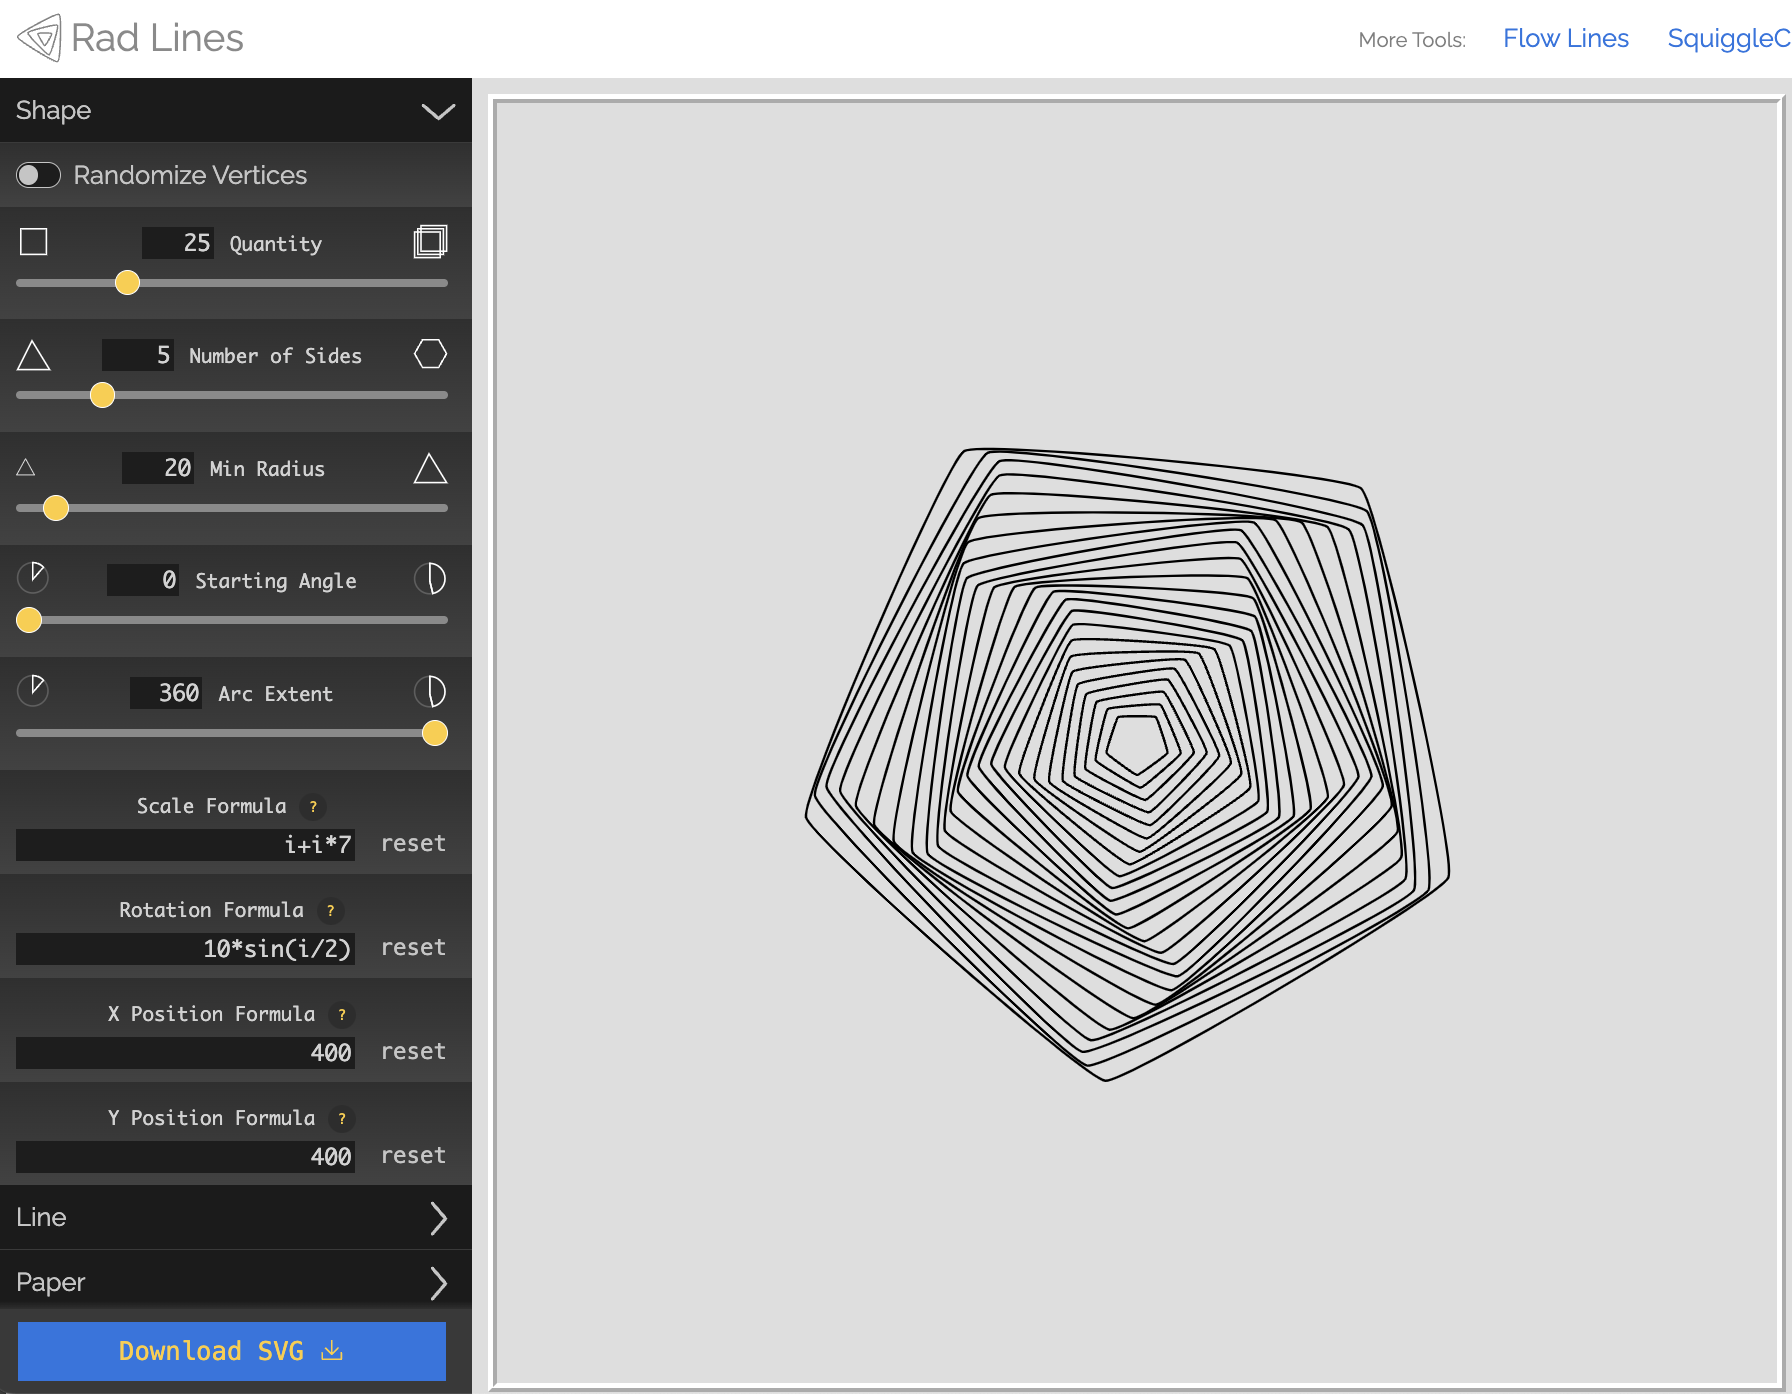 Rad Lines
More Tools: Flow Lines SquiggleC
Shape
Randomize Vertices
25 Quantity
5 Number of Sides
20 Min Radius
0 Starting Angle
360 Arc Extent
Scale Formula ?
i+i*7 reset
Rotation Formula ?
10*sin(i/2) reset
X Position Formula ?
400 reset
Y Position Formula ?
400 reset
Line
Paper
Download SVG